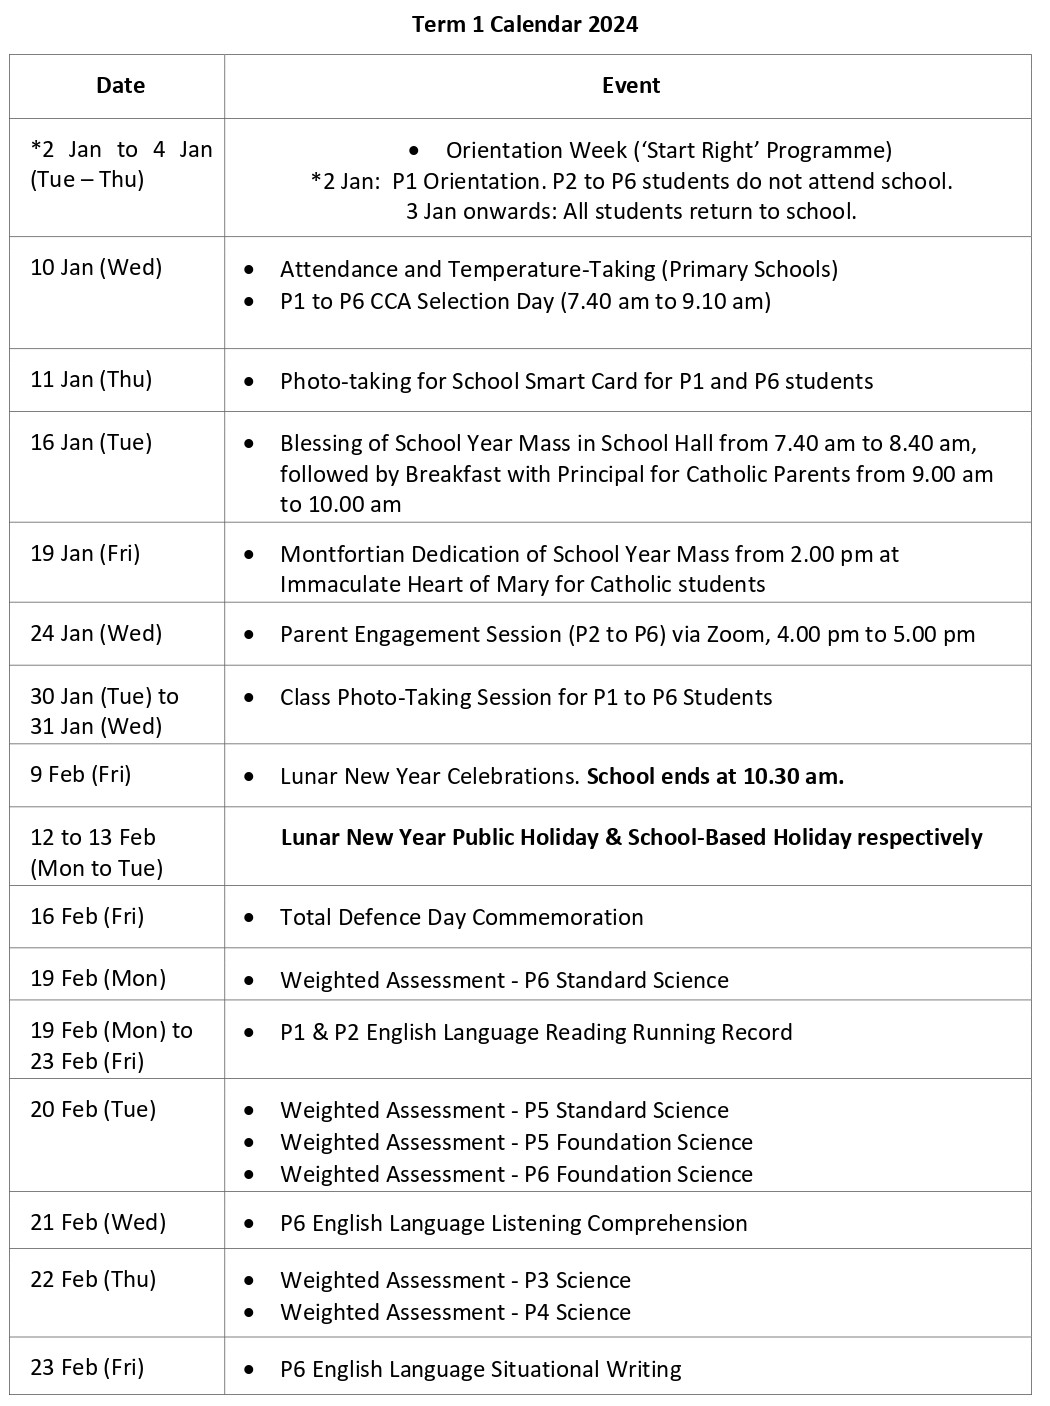 Term 1 Calendar 2024
Date
Event
*2 Jan to 4 Jan
(Tue – Thu)
• Orientation Week (‘Start Right’ Programme)
*2 Jan: P1 Orientation. P2 to P6 students do not attend school.
3 Jan onwards: All students return to school.
10 Jan (Wed)
• Attendance and Temperature-Taking (Primary Schools)
• P1 to P6 CCA Selection Day (7.40 am to 9.10 am)
11 Jan (Thu)
• Photo-taking for School Smart Card for P1 and P6 students
16 Jan (Tue)
• Blessing of School Year Mass in School Hall from 7.40 am to 8.40 am,
followed by Breakfast with Principal for Catholic Parents from 9.00 am
to 10.00 am
19 Jan (Fri)
• Montfortian Dedication of School Year Mass from 2.00 pm at
Immaculate Heart of Mary for Catholic students
24 Jan (Wed)
• Parent Engagement Session (P2 to P6) via Zoom, 4.00 pm to 5.00 pm
30 Jan (Tue) to
31 Jan (Wed)
• Class Photo-Taking Session for P1 to P6 Students
9 Feb (Fri)
• Lunar New Year Celebrations. School ends at 10.30 am.
12 to 13 Feb
(Mon to Tue)
Lunar New Year Public Holiday & School-Based Holiday respectively
16 Feb (Fri)
• Total Defence Day Commemoration
19 Feb (Mon)
• Weighted Assessment - P6 Standard Science
19 Feb (Mon) to
23 Feb (Fri)
• P1 & P2 English Language Reading Running Record
20 Feb (Tue)
• Weighted Assessment - P5 Standard Science
• Weighted Assessment - P5 Foundation Science
• Weighted Assessment - P6 Foundation Science
21 Feb (Wed)
• P6 English Language Listening Comprehension
22 Feb (Thu)
• Weighted Assessment - P3 Science
• Weighted Assessment - P4 Science
23 Feb (Fri)
• P6 English Language Situational Writing